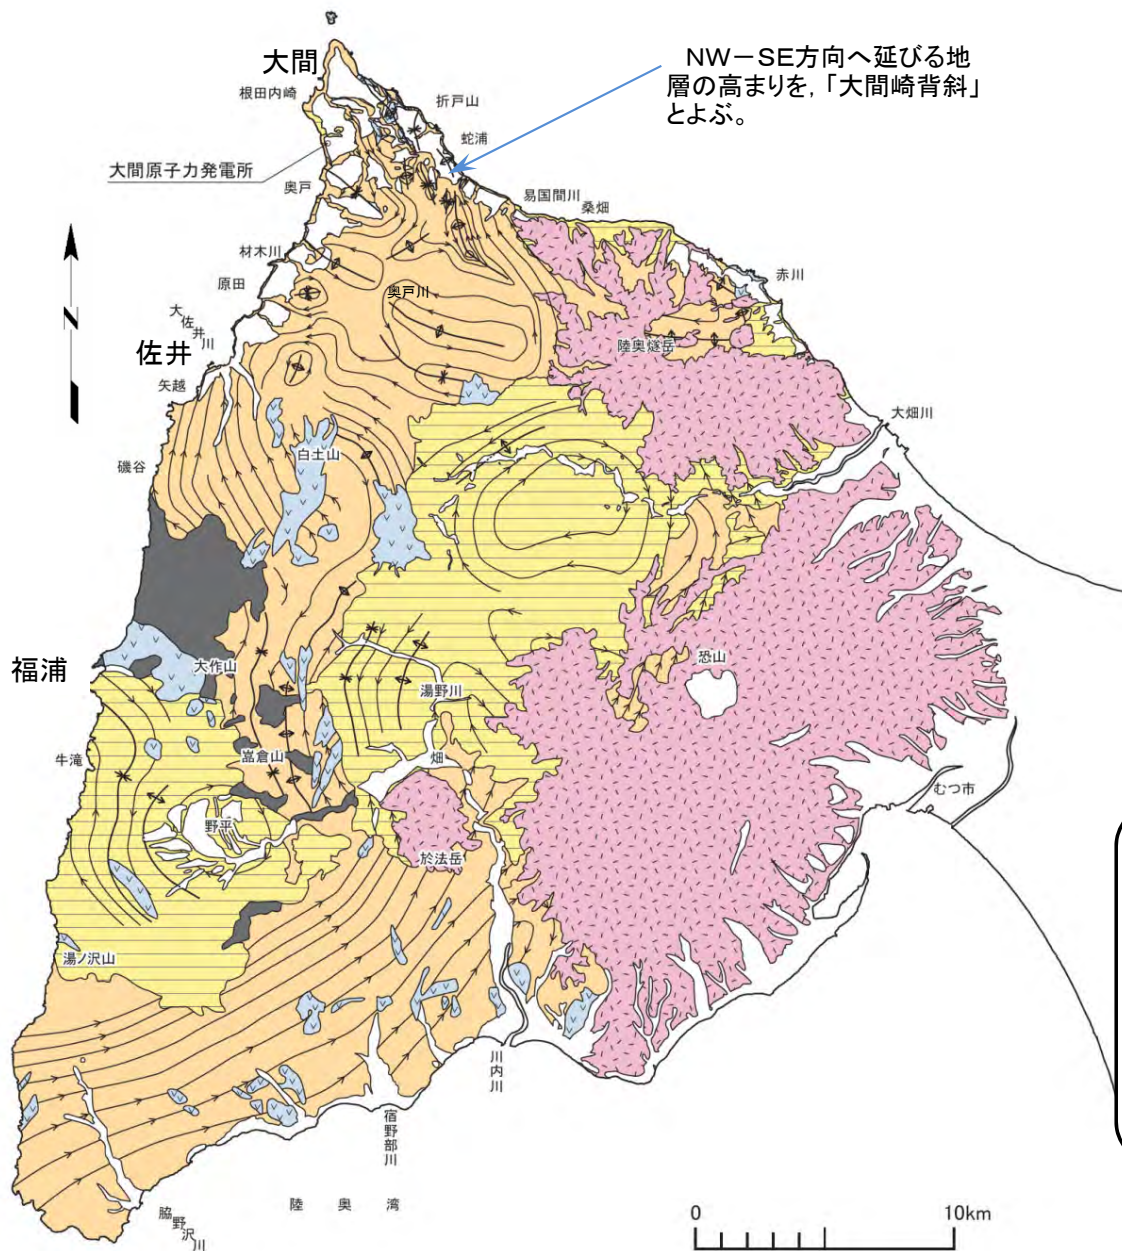 大間
NW－SE方向へ延びる地
層の高まりを，「大間崎背斜」
とよぶ。
根田内崎
折戸山
蛇浦
大間原子力発電所
奥戸
易国間川
桑畑
材木川
赤川
原田
奥戸川
大佐井川
N
佐井
陸奥燧岳
矢越
大畑川
白土山
磯谷
福浦
大作山
恐山
湯野川
牛滝
嵓倉山
畑
むつ市
野平
於法岳
湯ノ沢山
川内川
宿野部川
陸奥湾
脇野沢川
0
10km